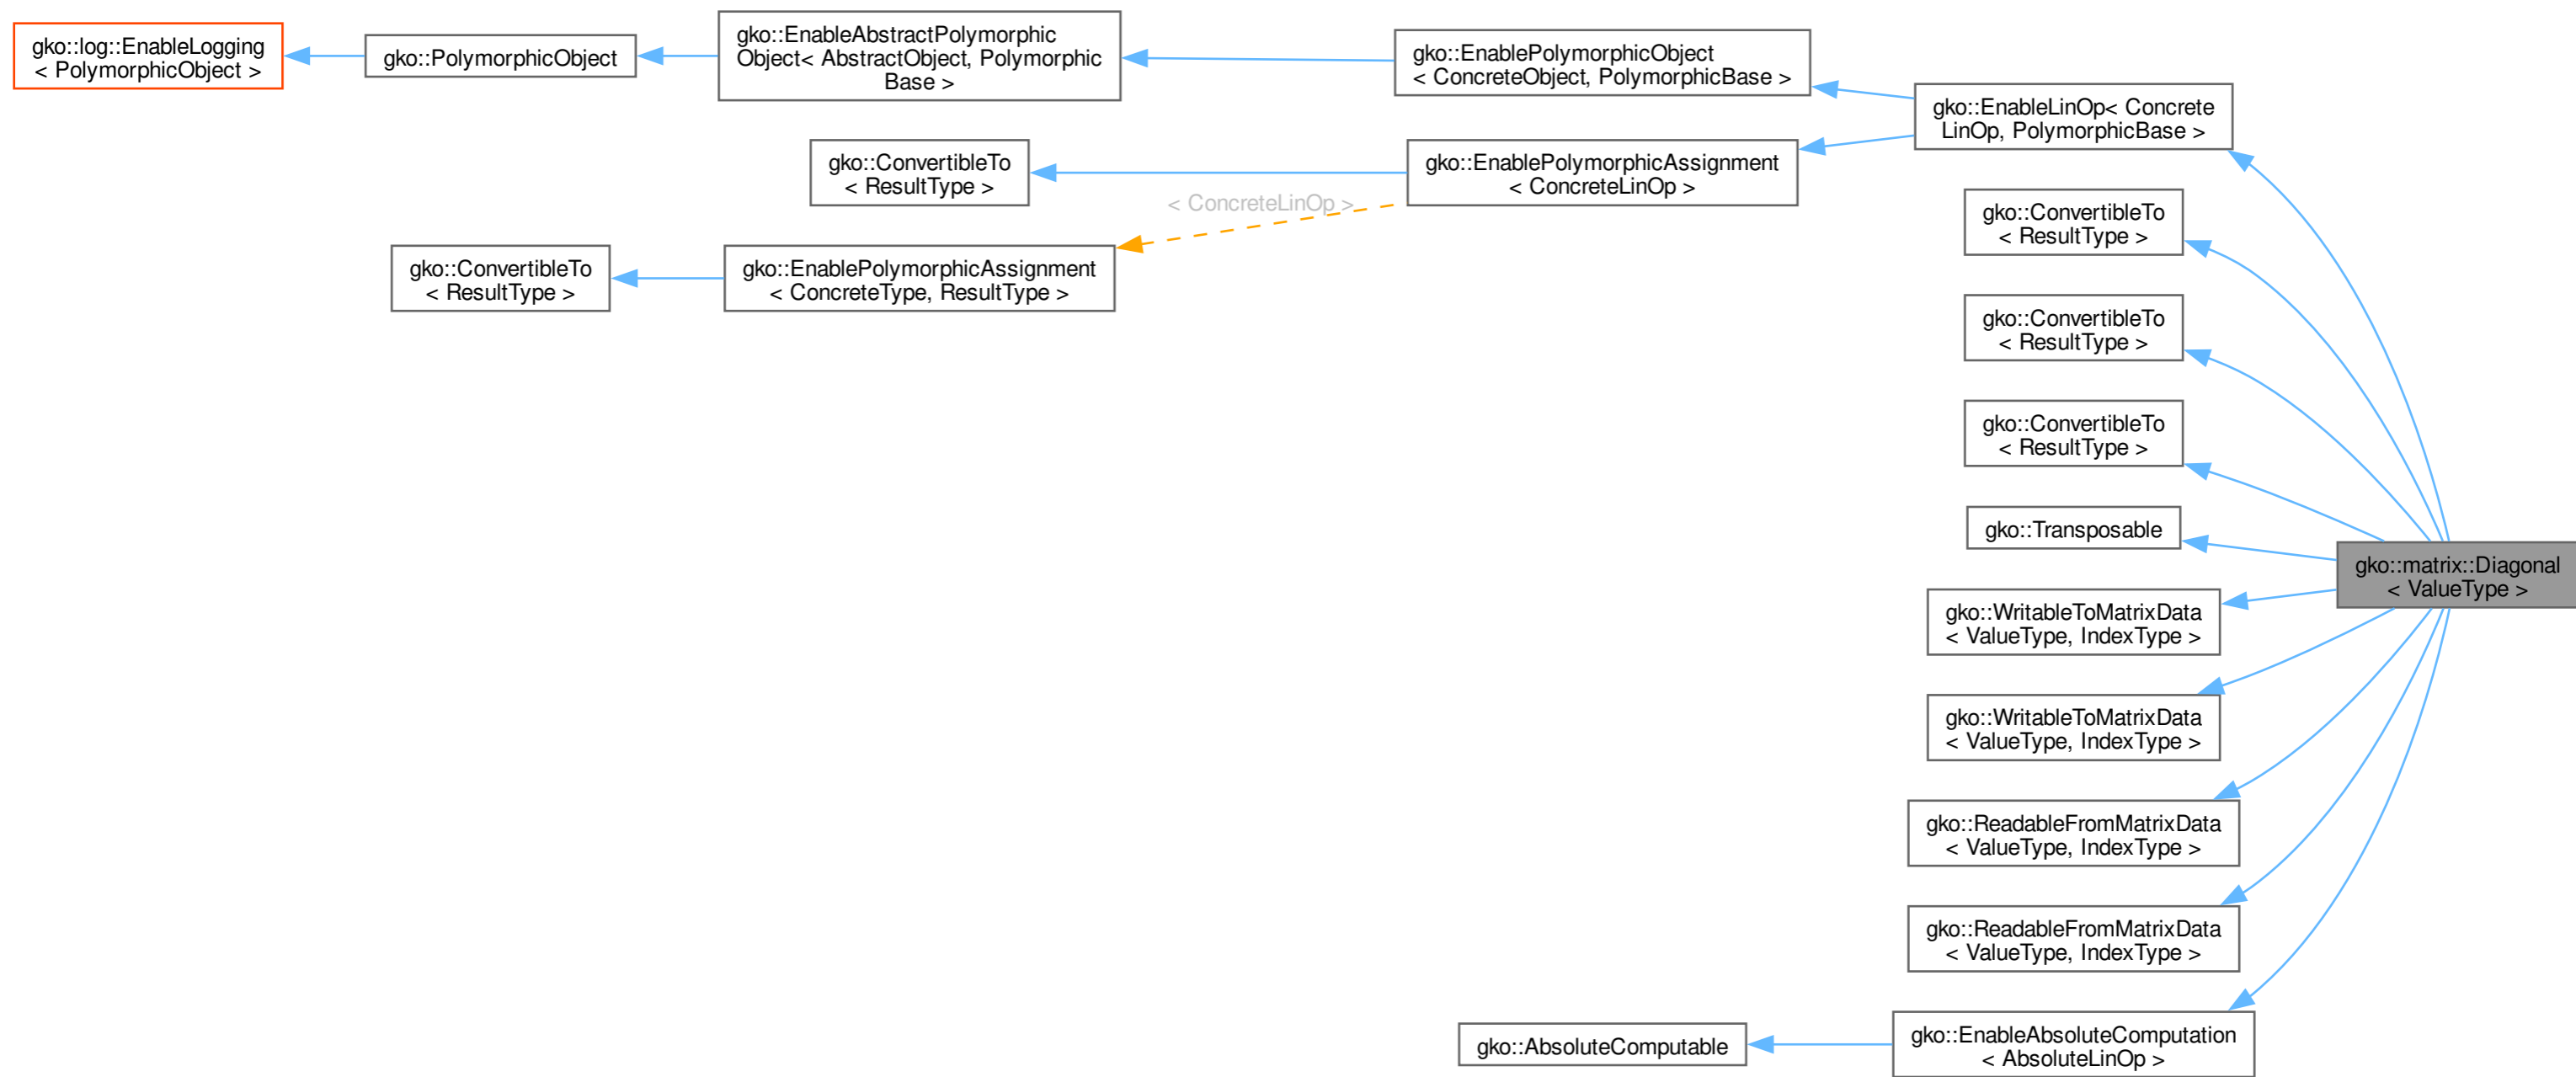 gko::log::EnableLogging
< PolymorphicObject >
gko::PolymorphicObject
gko::EnableAbstractPolymorphic
Object< AbstractObject, Polymorphic
Base >
gko::EnablePolymorphicObject
< ConcreteObject, PolymorphicBase >
gko::EnableLinOp< Concrete
LinOp, PolymorphicBase >
gko::ConvertibleTo
< ResultType >
gko::EnablePolymorphicAssignment
< ConcreteLinOp >
< ConcreteLinOp >
gko::ConvertibleTo
< ResultType >
gko::EnablePolymorphicAssignment
< ConcreteType, ResultType >
gko::ConvertibleTo
< ResultType >
gko::ConvertibleTo
< ResultType >
gko::ConvertibleTo
< ResultType >
gko::Transposable
gko::matrix::Diagonal
< ValueType >
gko::WritableToMatrixData
< ValueType, IndexType >
gko::WritableToMatrixData
< ValueType, IndexType >
gko::ReadableFromMatrixData
< ValueType, IndexType >
gko::ReadableFromMatrixData
< ValueType, IndexType >
gko::AbsoluteComputable
gko::EnableAbsoluteComputation
< AbsoluteLinOp >